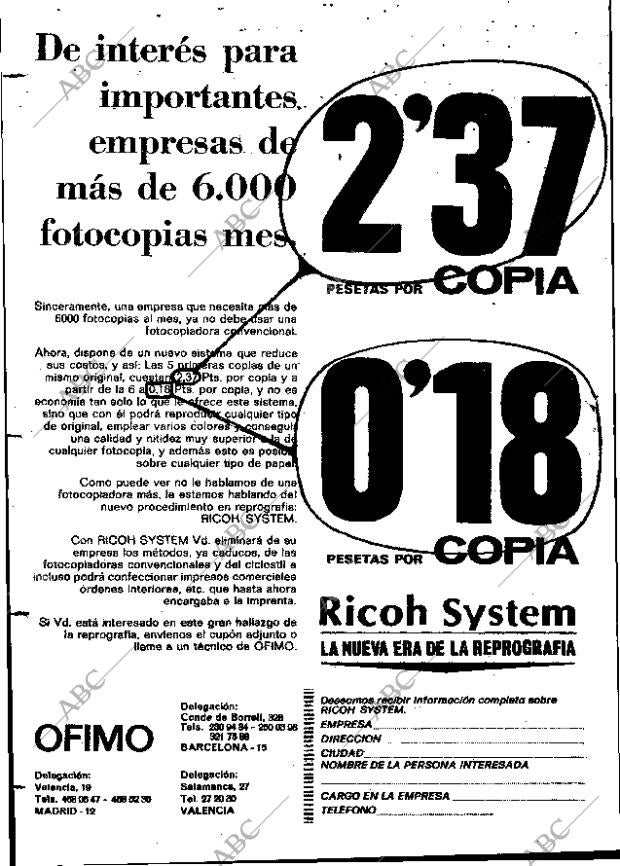 De interés para
importantes
empresas de
más de 6.000
fotocopias mes.
2'37
PESETAS POR COPIA
Sinceramente, una empresa que necesita más de
6000 fotocopias al mes, ya no debe usar una
fotocopiadora convencional.
Ahora, dispone de un nuevo sistema que reduce
sus costos, y así: Las 5 primeras copias de un
mismo original, cuestan 2,37 Pts. por copia y a
partir de la 6 a 0,18 Pts. por copia, y no es
economía tan solo lo que le ofrece este sistema,
sino que con él podrá reproducir cualquier tipo
de original, emplear varios colores y conseguir
una calidad y nitidez muy superior a la de
cualquier fotocopia, y además esto es posible
sobre cualquier tipo de papel.
Como puede ver no le hablamos de una
fotocopiadora más, le estamos hablando del
nuevo procedimiento en reprografía:
RICOH SYSTEM.
Con RICOH SYSTEM Vd. eliminará de su
empresa los métodos, ya caducos, de las
fotocopiadoras convencionales y del ciclostil e
incluso podrá confeccionar impresos comerciales
órdenes interiores, etc. que hasta ahora
encargaba a la imprenta.
Si Vd. está interesado en este gran hallazgo de
la reprografía, envíenos el cupón adjunto o
llame a un técnico de OFIMO.
0'18
PESETAS POR COPIA
Ricoh System
LA NUEVA ERA DE LA REPROGRAFIA
OFIMO
Delegación:
Conde de Borrell, 328
Tels.
BARCELONA - 15
Delegación:
Valencia, 19
Tels.
MADRID - 12
Delegación:
Salamanca, 27
Tel. 27 20 30
VALENCIA
Deseamos recibir información completa sobre
RICOH SYSTEM.
EMPRESA
DIRECCION
CIUDAD
NOMBRE DE LA PERSONA INTERESADA
CARGO EN LA EMPRESA
TELEFONO